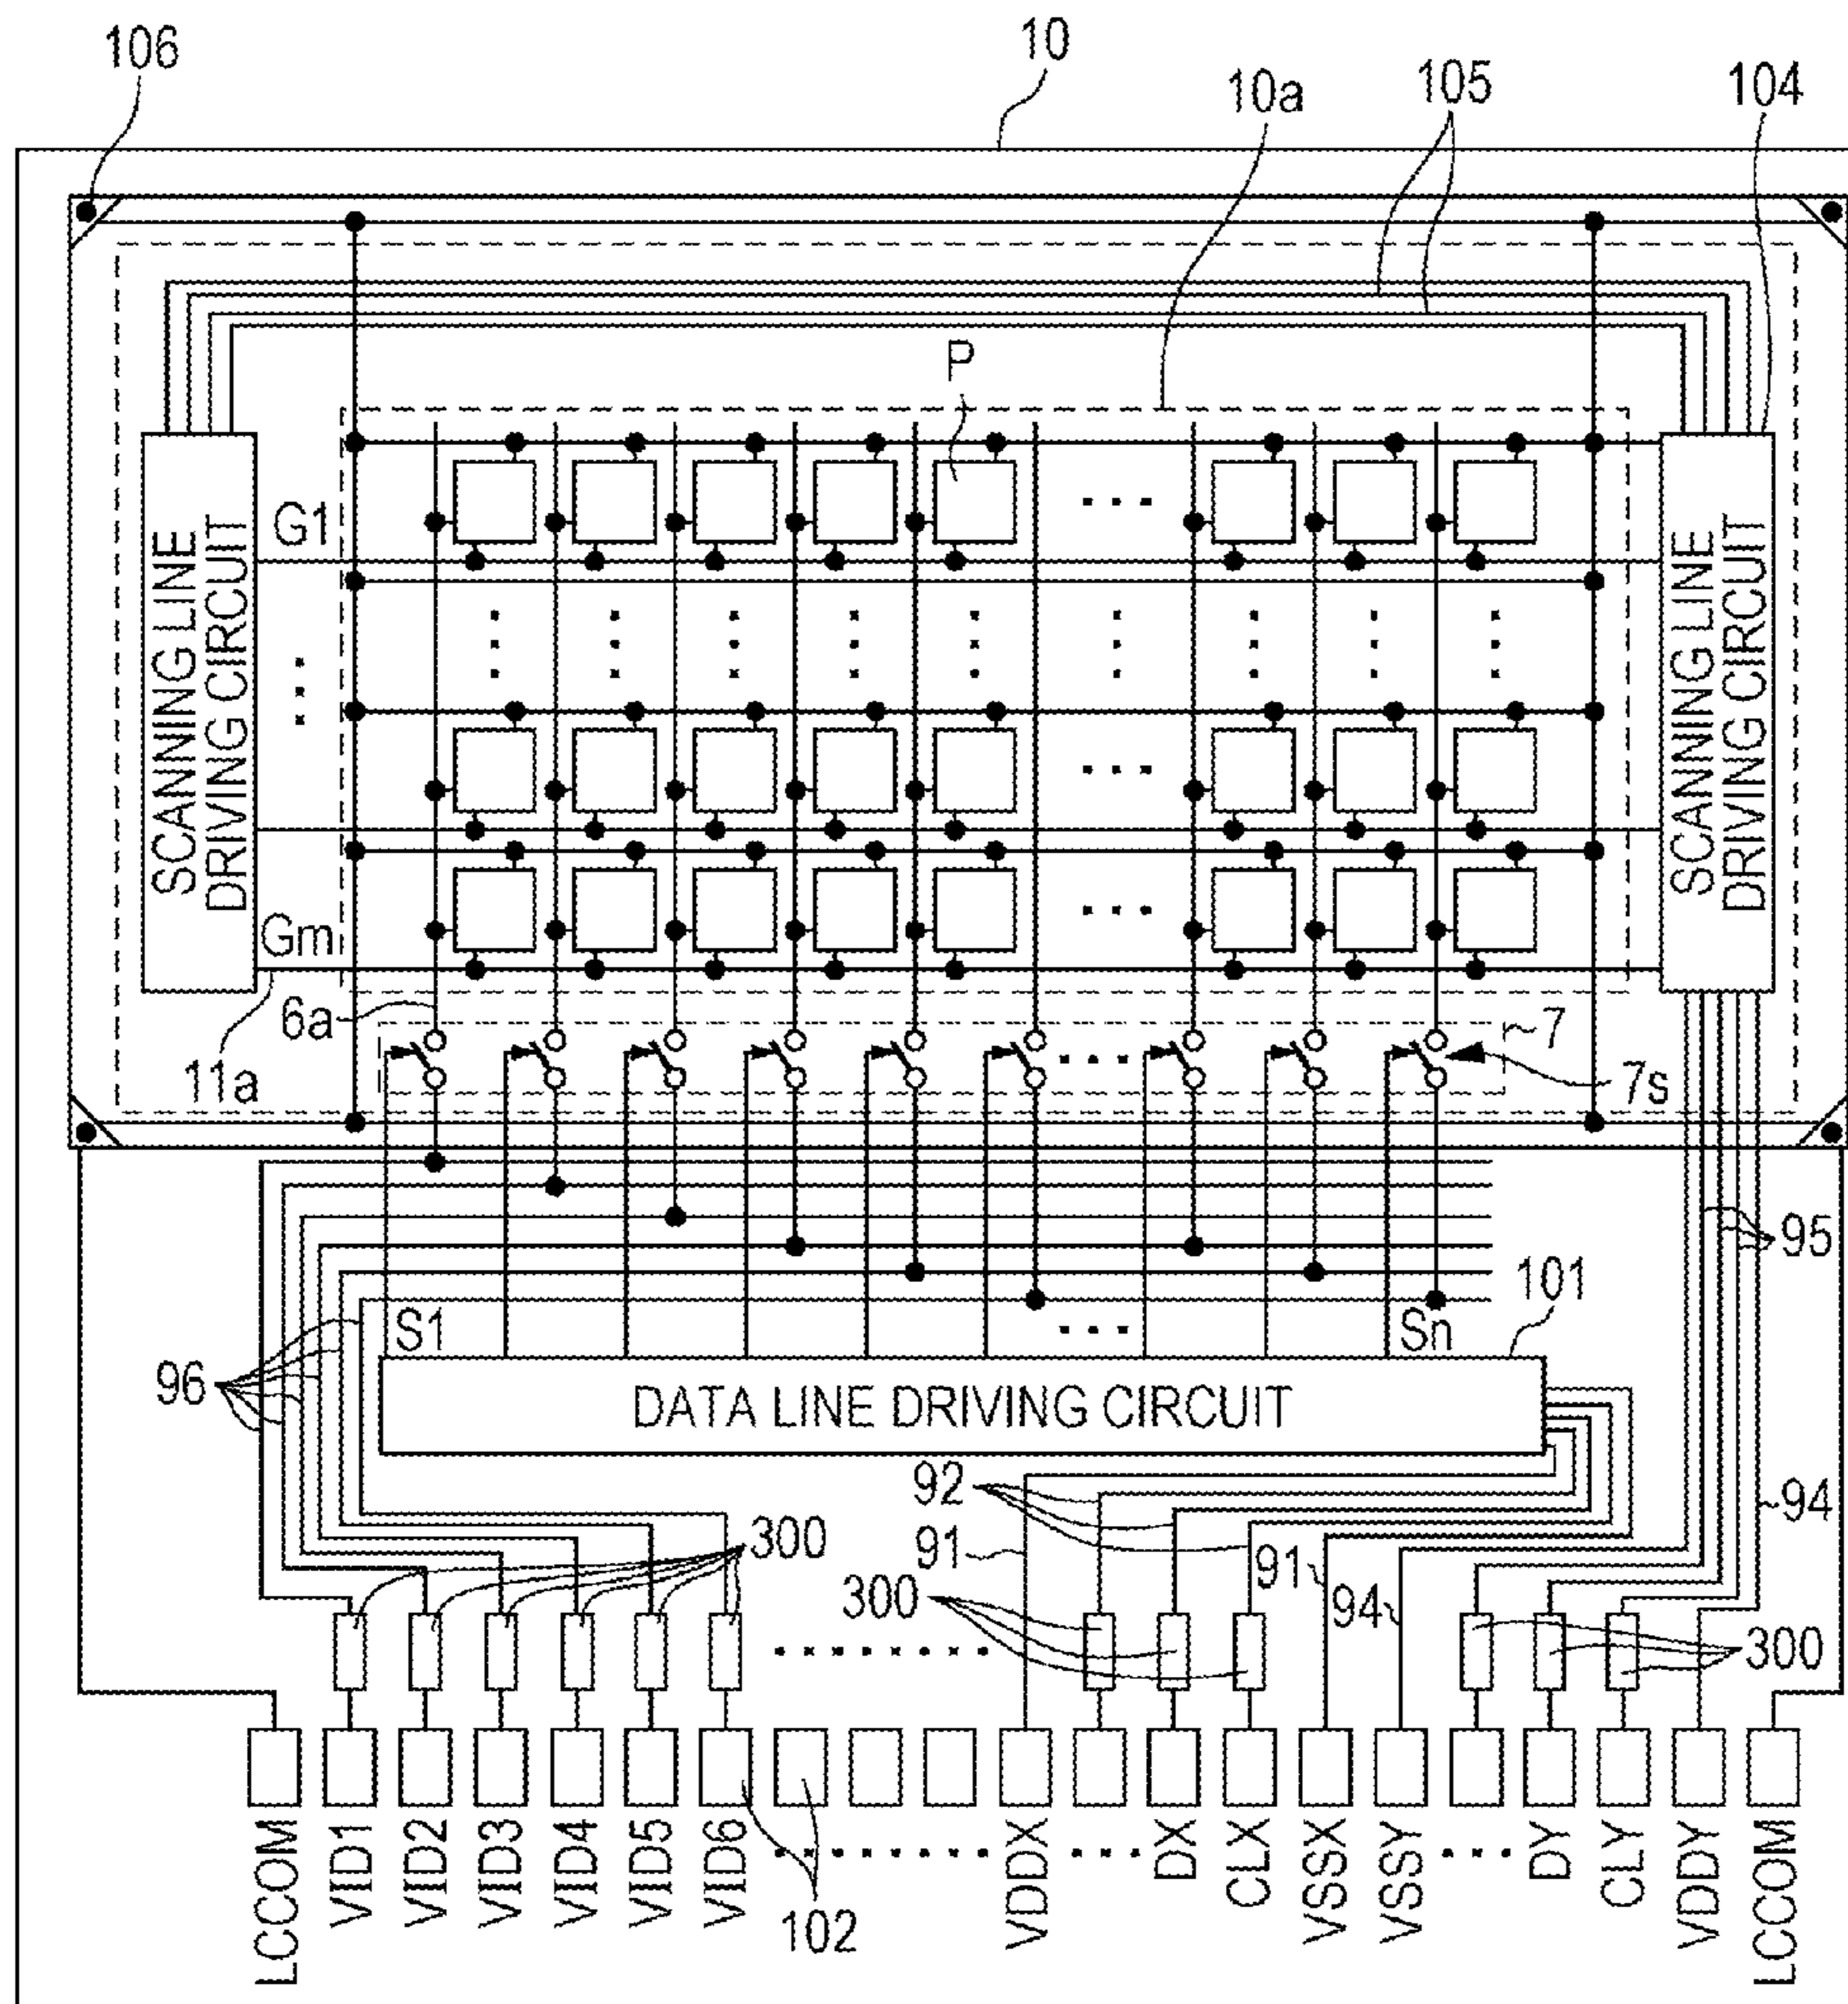 106
10
10a
105
104
P
G1
SCANNING LINE
DRIVING CIRCUIT
SCANNING LINE
DRIVING CIRCUIT
Gm
6a
11a
7
7s
95
101
S1
Sn
96
DATA LINE DRIVING CIRCUIT
92
94
91
300
91
300
94
300
LCCOM
VID1
VID2
VID3
VID4
VID5
VID6
102
VDDX
DX
CLX
VSSX
VSSY
DY
CLY
VDDY
LCCOM